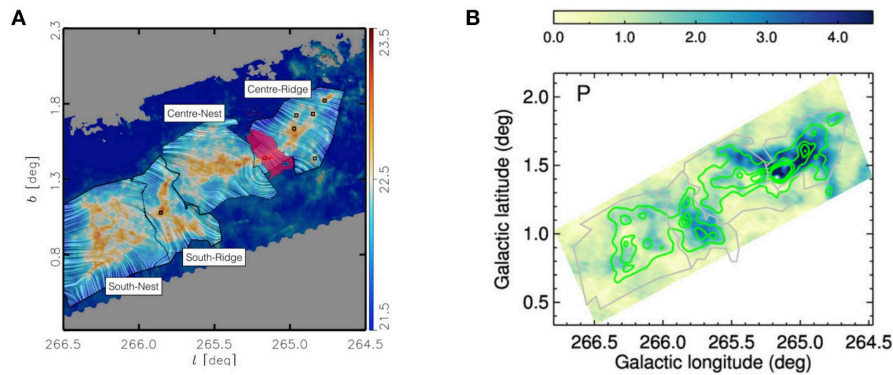 A
2.3
1.8
1.3
0.8
b [deg]
Centre-Ridge
Centre-Nest
South-Ridge
South-Nest
266.5 266.0 265.5 265.0 264.5
l [deg]
23.5
22.5
21.5
B
0.0 1.0 2.0 3.0 4.0
P
2.0
1.5
1.0
0.5
Galactic latitude (deg)
266.5 266.0 265.5 265.0 264.5
Galactic longitude (deg)